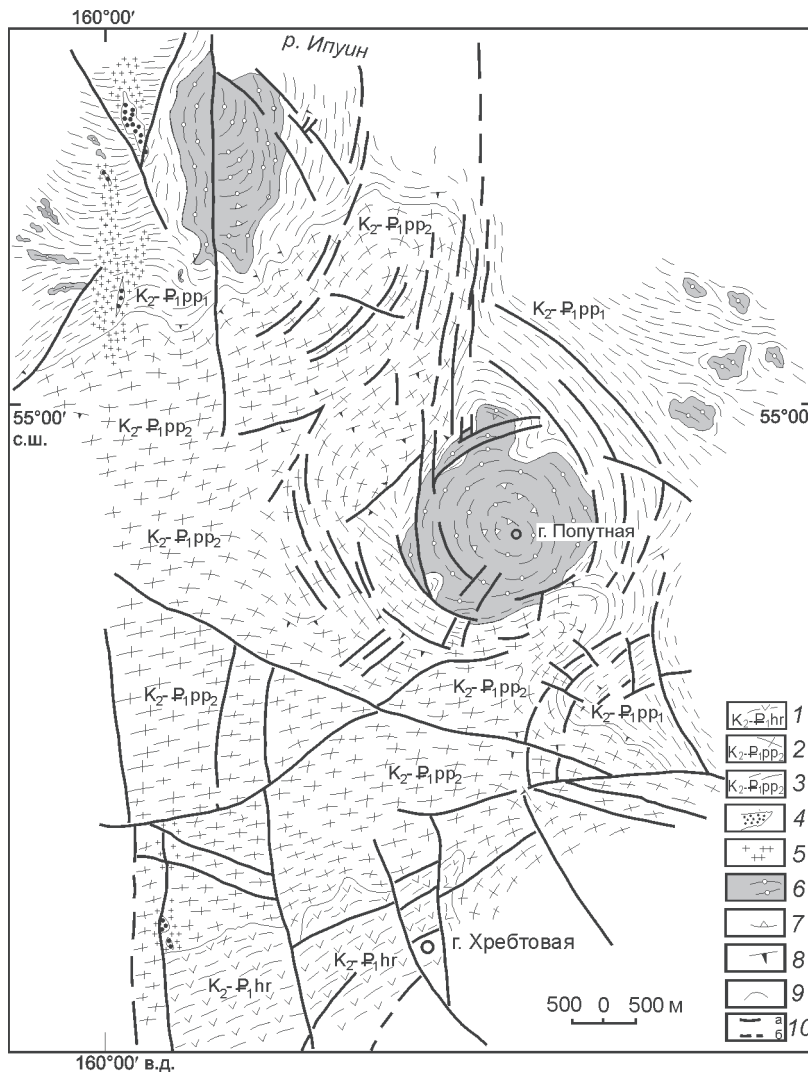 160°00′
р. Ипуин
K₂-₽₁pp₂
K₂-₽₁pp₁
K₂-₽₁pp₁
55°00′
с.ш.
55°00′
K₂-₽₁pp₂
K₂-₽₁pp₂
г. Попутная
K₂-₽₁pp₂
K₂-₽₁pp₂
K₂-₽₁pp₁
K₂-₽₁pp₂
K₂-₽₁hr 1
K₂-₽₁pp₂ 2
K₂-₽₁pp₂ 3
4
5
6
7
8
9
а
б 10
г. Хребтовая
K₂-₽₁hr
K₂-₽₁hr
500 0 500 м
160°00′ в.д.